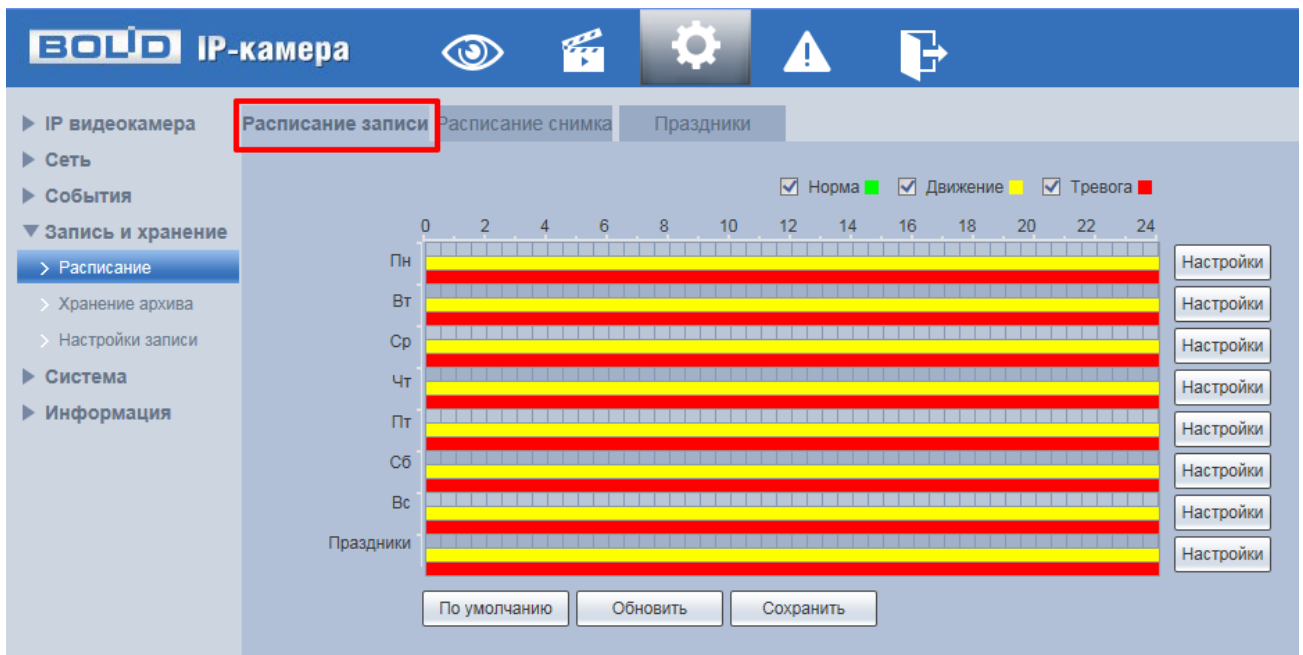 BOLID IP-камера
IP видеокамера
Сеть
События
Запись и хранение
Расписание
Хранение архива
Настройки записи
Система
Информация
Расписание записи Расписание снимка Праздники
Норма Движение Тревога
0 2 4 6 8 10 12 14 16 18 20 22 24
Пн Настройки
Вт Настройки
Ср Настройки
Чт Настройки
Пт Настройки
Сб Настройки
Вс Настройки
Праздники Настройки
По умолчанию Обновить Сохранить